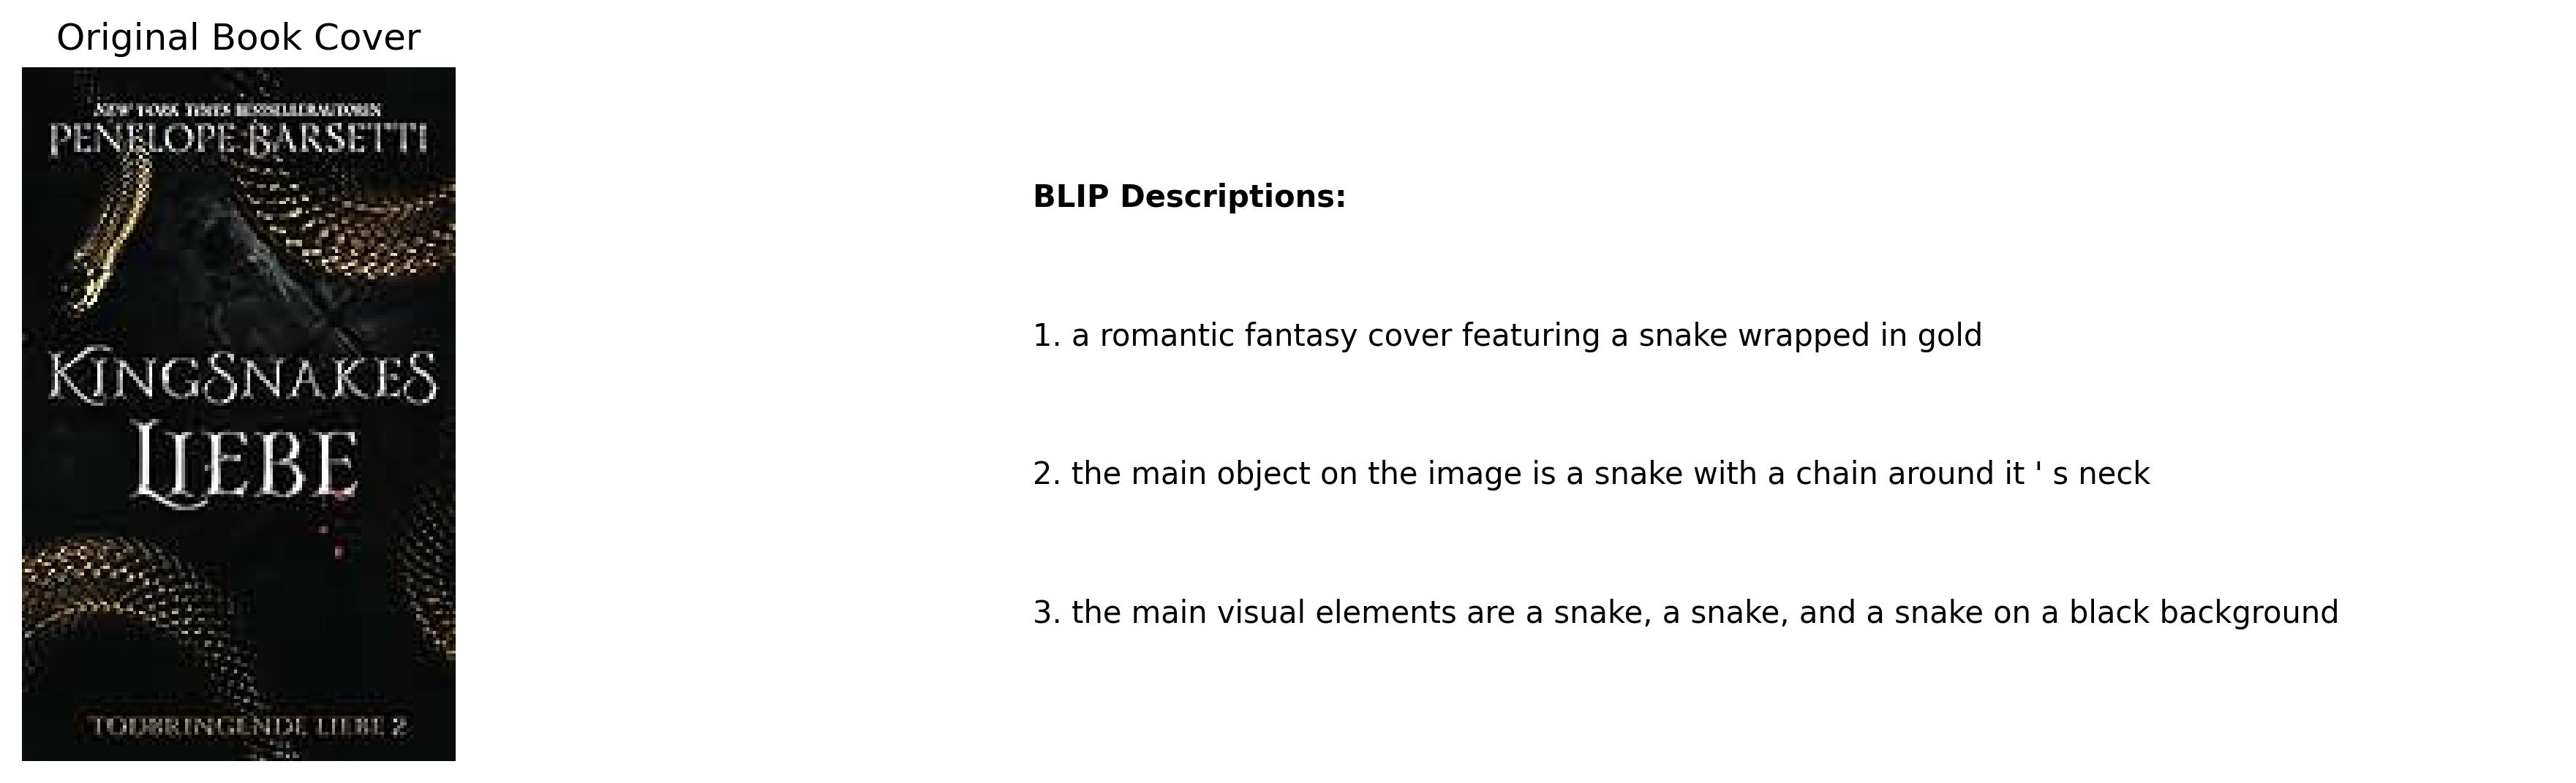 Original Book Cover
NEW YORK TIMES BESTSELLERAUTORIN
PENELOPE BARSETTI
KINGSNAKES
LIEBE
TODBRINGENDE LIEBE 2
BLIP Descriptions:
1. a romantic fantasy cover featuring a snake wrapped in gold
2. the main object on the image is a snake with a chain around it ' s neck
3. the main visual elements are a snake, a snake, and a snake on a black background